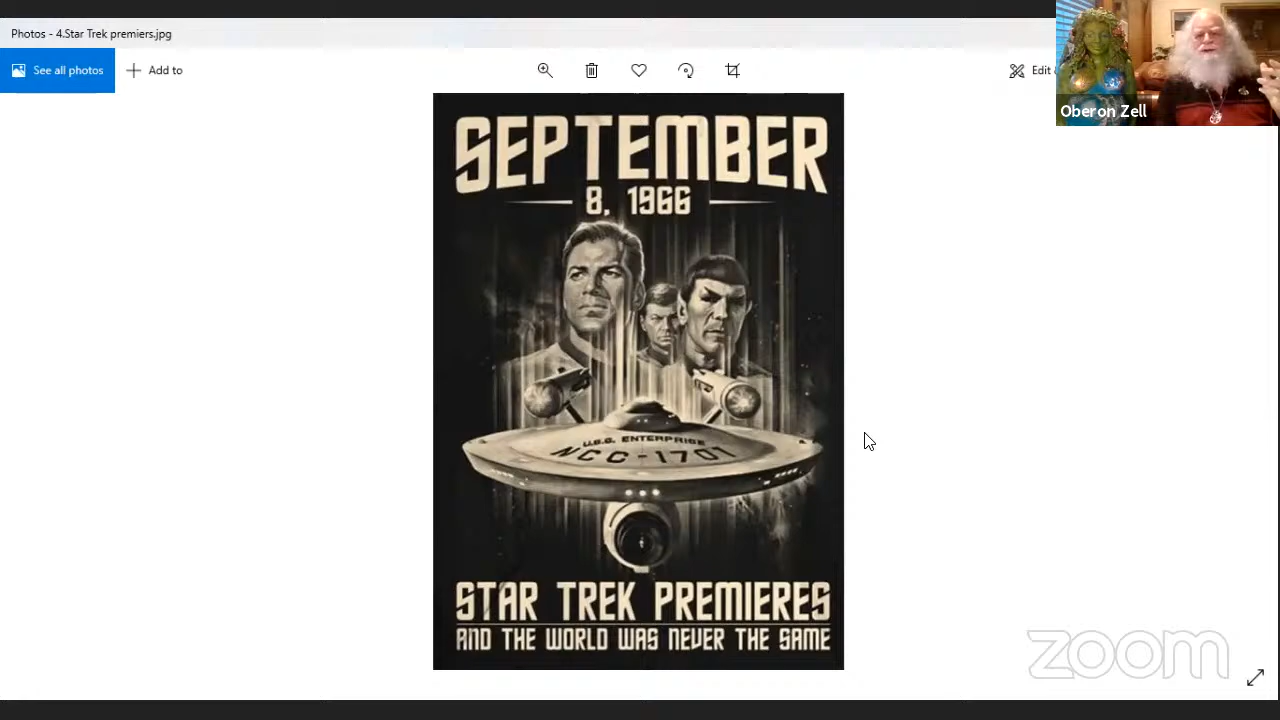 Photos - 4.Star Trek premiers.jpg
See all photos
Add to
Edit
Oberon Zell
SEPTEMBER
8, 1966
U.S.S. ENTERPRISE
NCC-1701
STAR TREK PREMIERES
AND THE WORLD WAS NEVER THE SAME
zoom